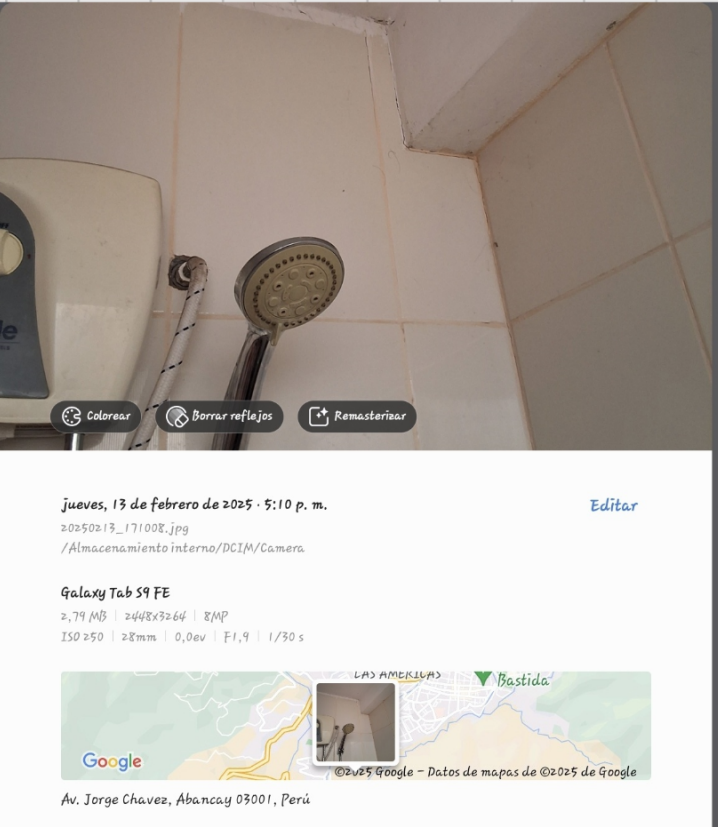 Colorear
Borrar reflejos
Remasterizar
jueves, 13 de febrero de 2025 · 5:10 p. m.
Editar
20250213_171008.jpg
/Almacenamiento interno/DCIM/Camera
Galaxy Tab S9 FE
2,79 MB | 2448x3264 | 8MP
ISO 250 | 28mm | 0,0ev | F1,9 | 1/30 s
LAS AMERICAS
Bastida
Google
©2025 Google - Datos de mapas de ©2025 de Google
Av. Jorge Chavez, Abancay 03001, Perú